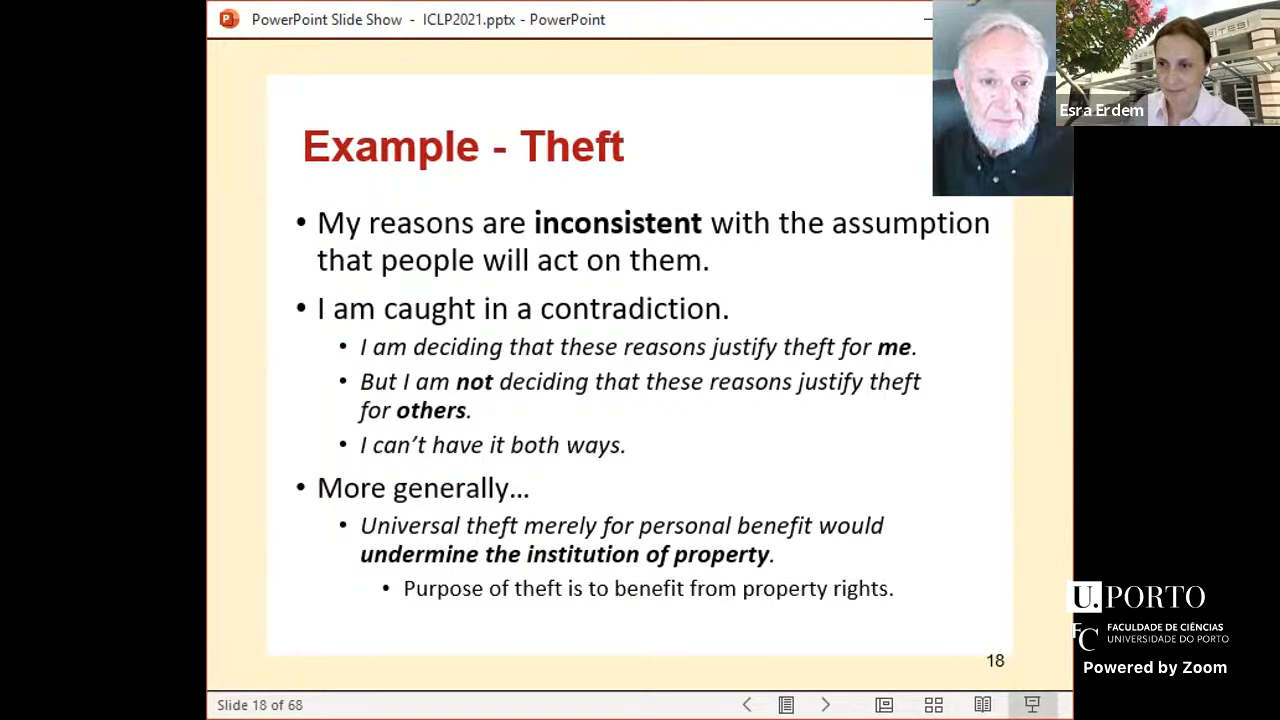 PowerPoint Slide Show - ICLP2021.pptx - PowerPoint
Esra Erdem
Example - Theft
• My reasons are inconsistent with the assumption
that people will act on them.
• I am caught in a contradiction.
• I am deciding that these reasons justify theft for me.
• But I am not deciding that these reasons justify theft
for others.
• I can't have it both ways.
• More generally…
• Universal theft merely for personal benefit would
undermine the institution of property.
• Purpose of theft is to benefit from property rights.
18
U.PORTO
FC FACULDADE DE CIÊNCIAS
UNIVERSIDADE DO PORTO
Powered by Zoom
Slide 18 of 68